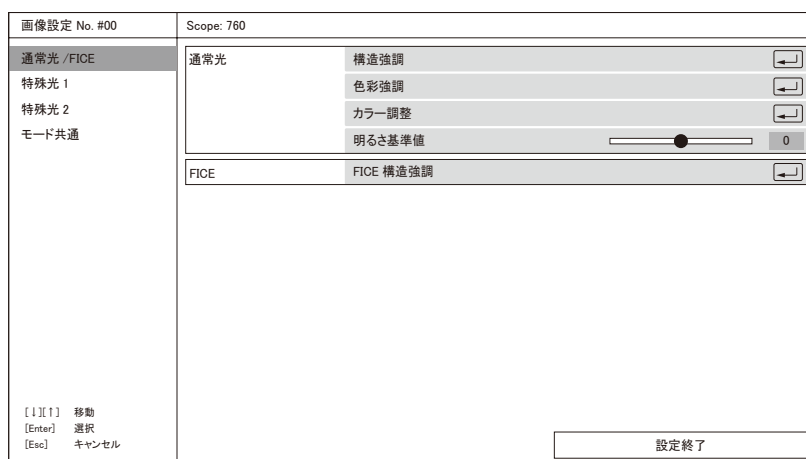 画像設定 No. #00
Scope: 760
通常光 /FICE
特殊光 1
特殊光 2
モード共通
通常光
構造強調
色彩強調
カラー調整
明るさ基準値 0
FICE
FICE 構造強調
[↓][↑] 移動
[Enter] 選択
[Esc] キャンセル
設定終了